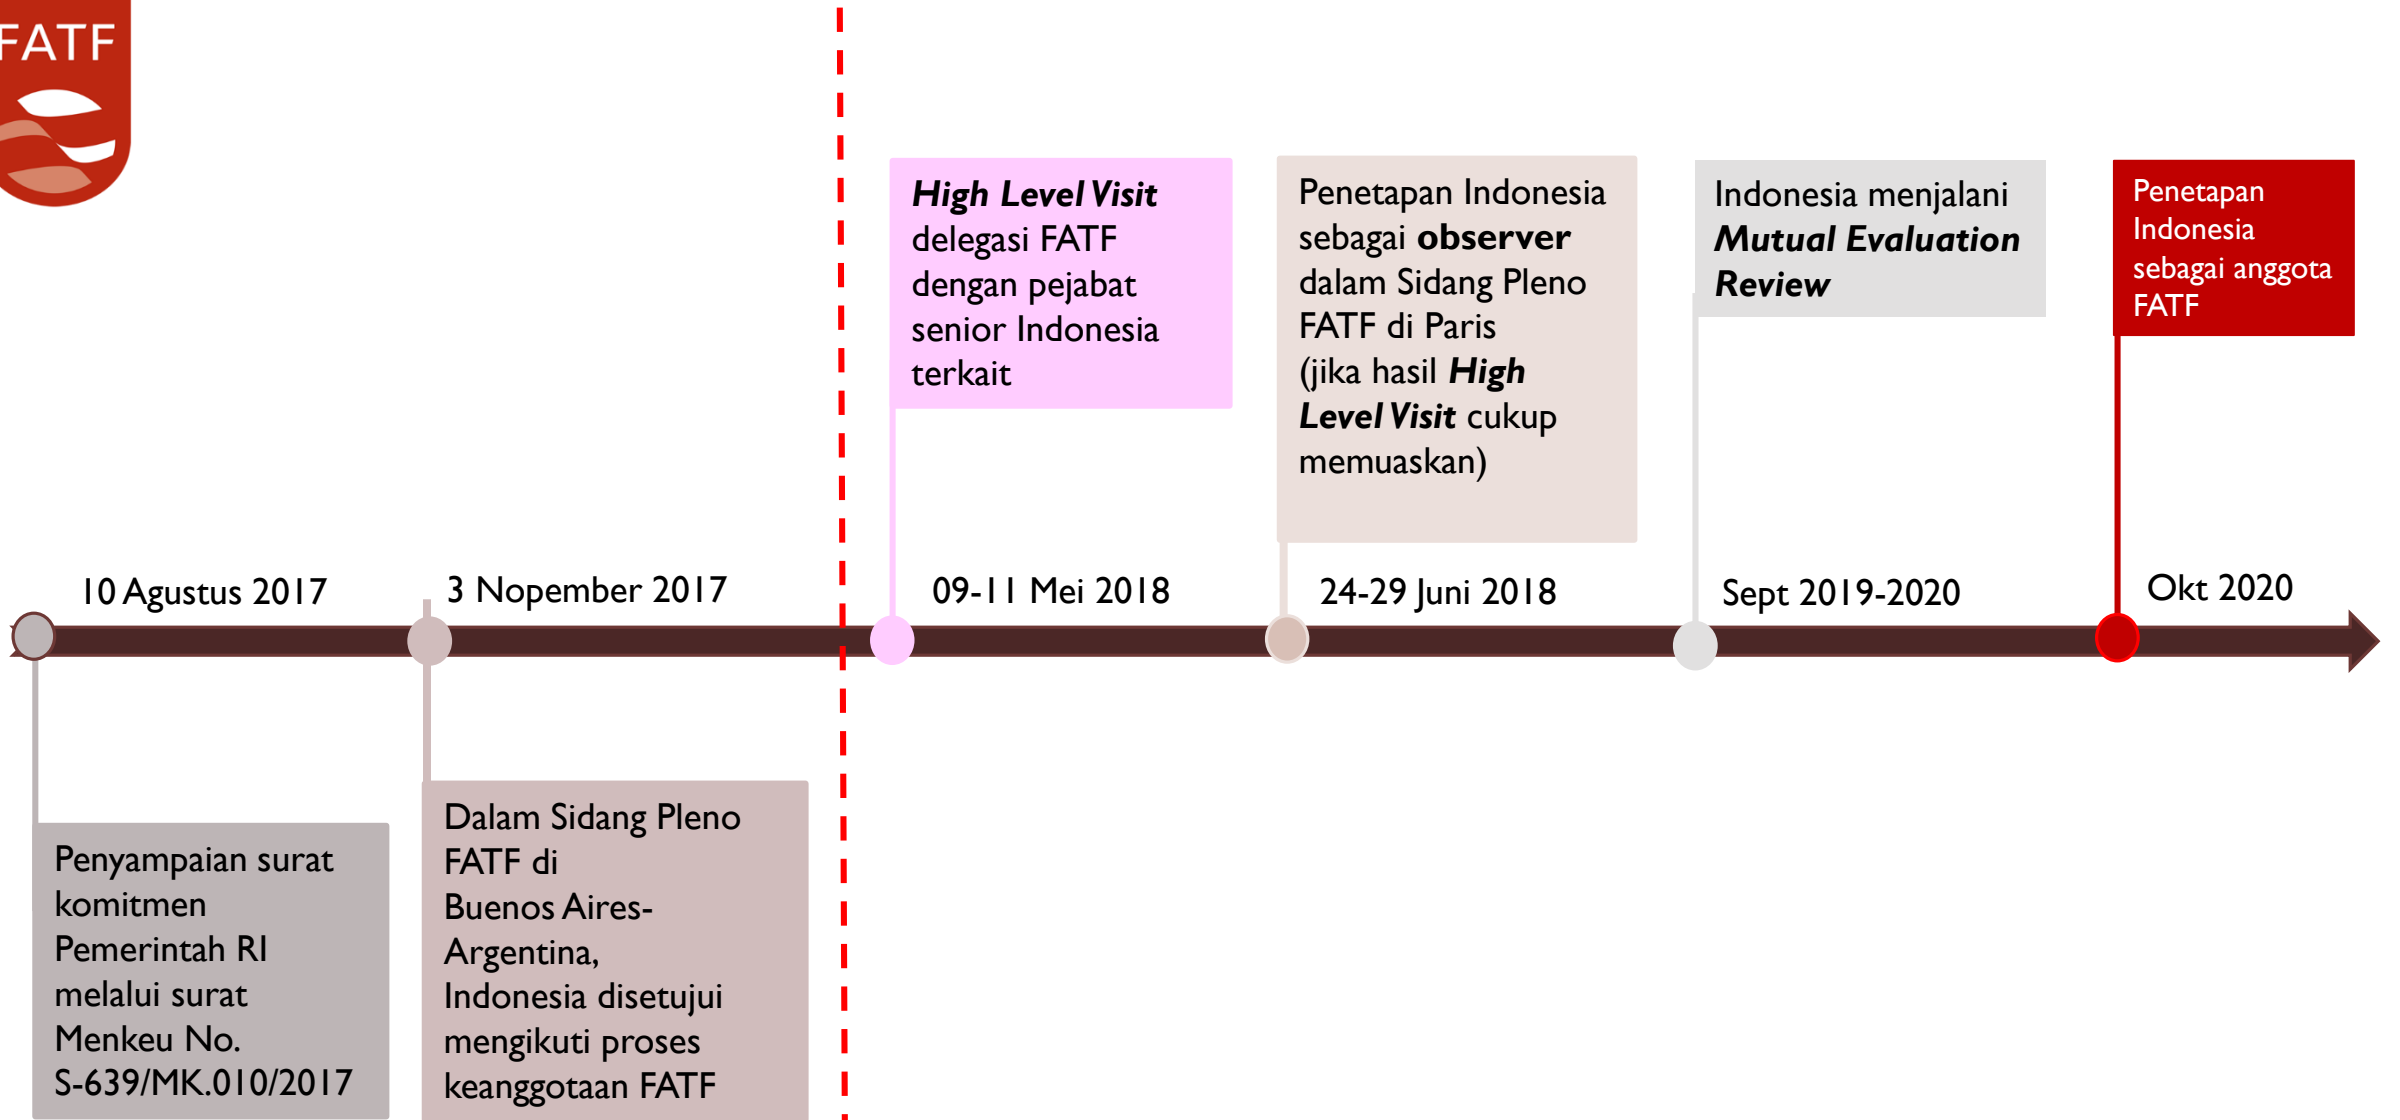 FATF
High Level Visit
delegasi FATF
dengan pejabat
senior Indonesia
terkait
Penetapan Indonesia
sebagai observer
dalam Sidang Pleno
FATF di Paris
(jika hasil High
Level Visit cukup
memuaskan)
Indonesia menjalani
Mutual Evaluation
Review
Penetapan
Indonesia
sebagai anggota
FATF
10 Agustus 2017
3 Nopember 2017
09-11 Mei 2018
24-29 Juni 2018
Sept 2019-2020
Okt 2020
Penyampaian surat
komitmen
Pemerintah RI
melalui surat
Menkeu No.
S-639/MK.010/2017
Dalam Sidang Pleno
FATF di
Buenos Aires-
Argentina,
Indonesia disetujui
mengikuti proses
keanggotaan FATF